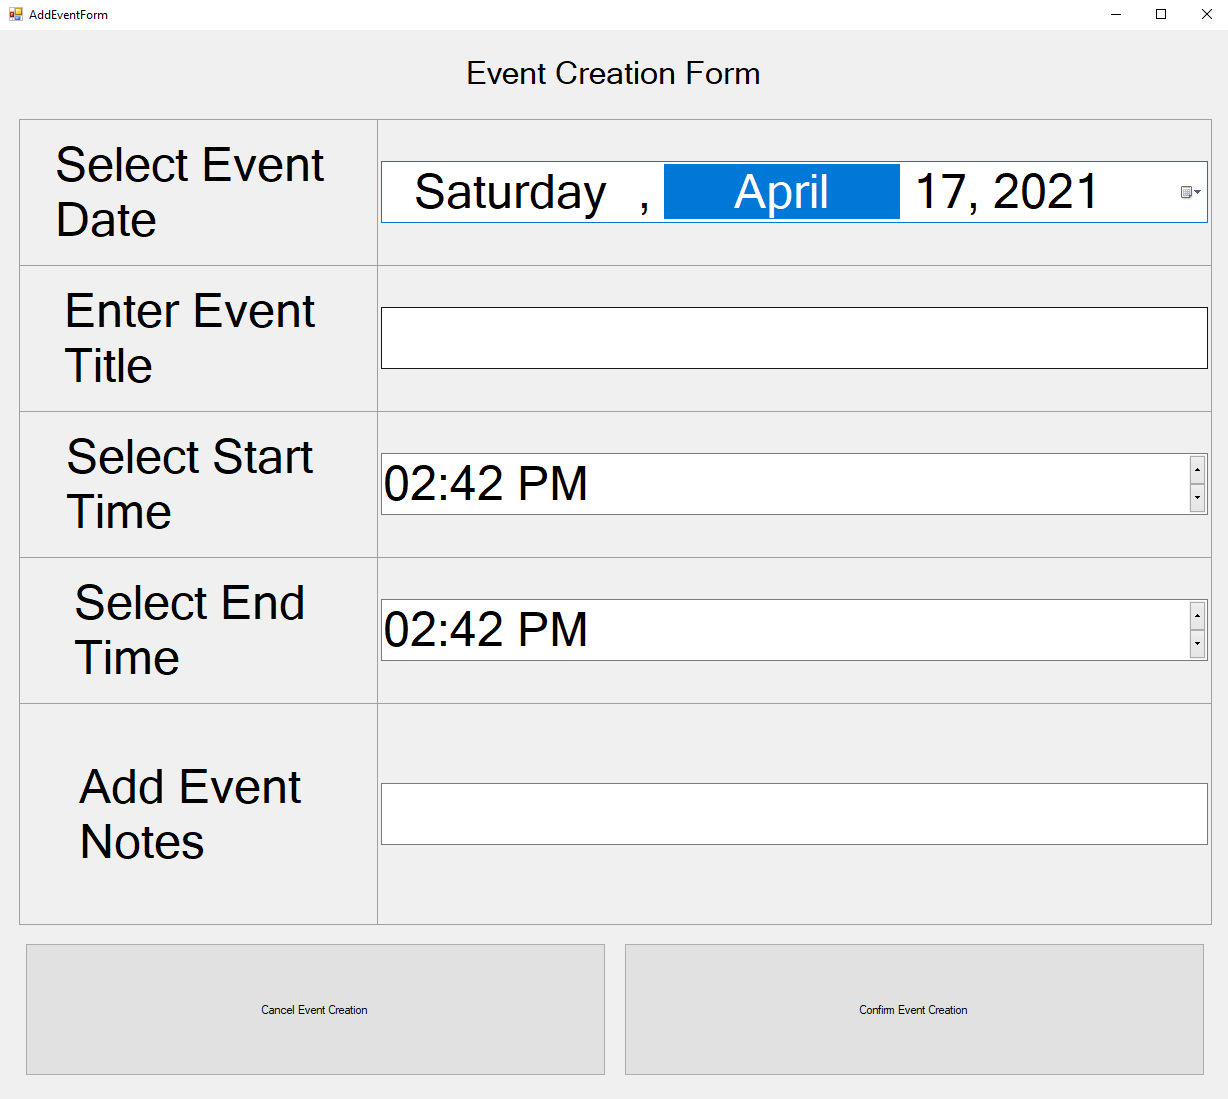 AddEventForm
Event Creation Form
Select Event
Date
Saturday , April 17, 2021
Enter Event
Title
Select Start
Time
02:42 PM
Select End
Time
02:42 PM
Add Event
Notes
Cancel Event Creation
Confirm Event Creation